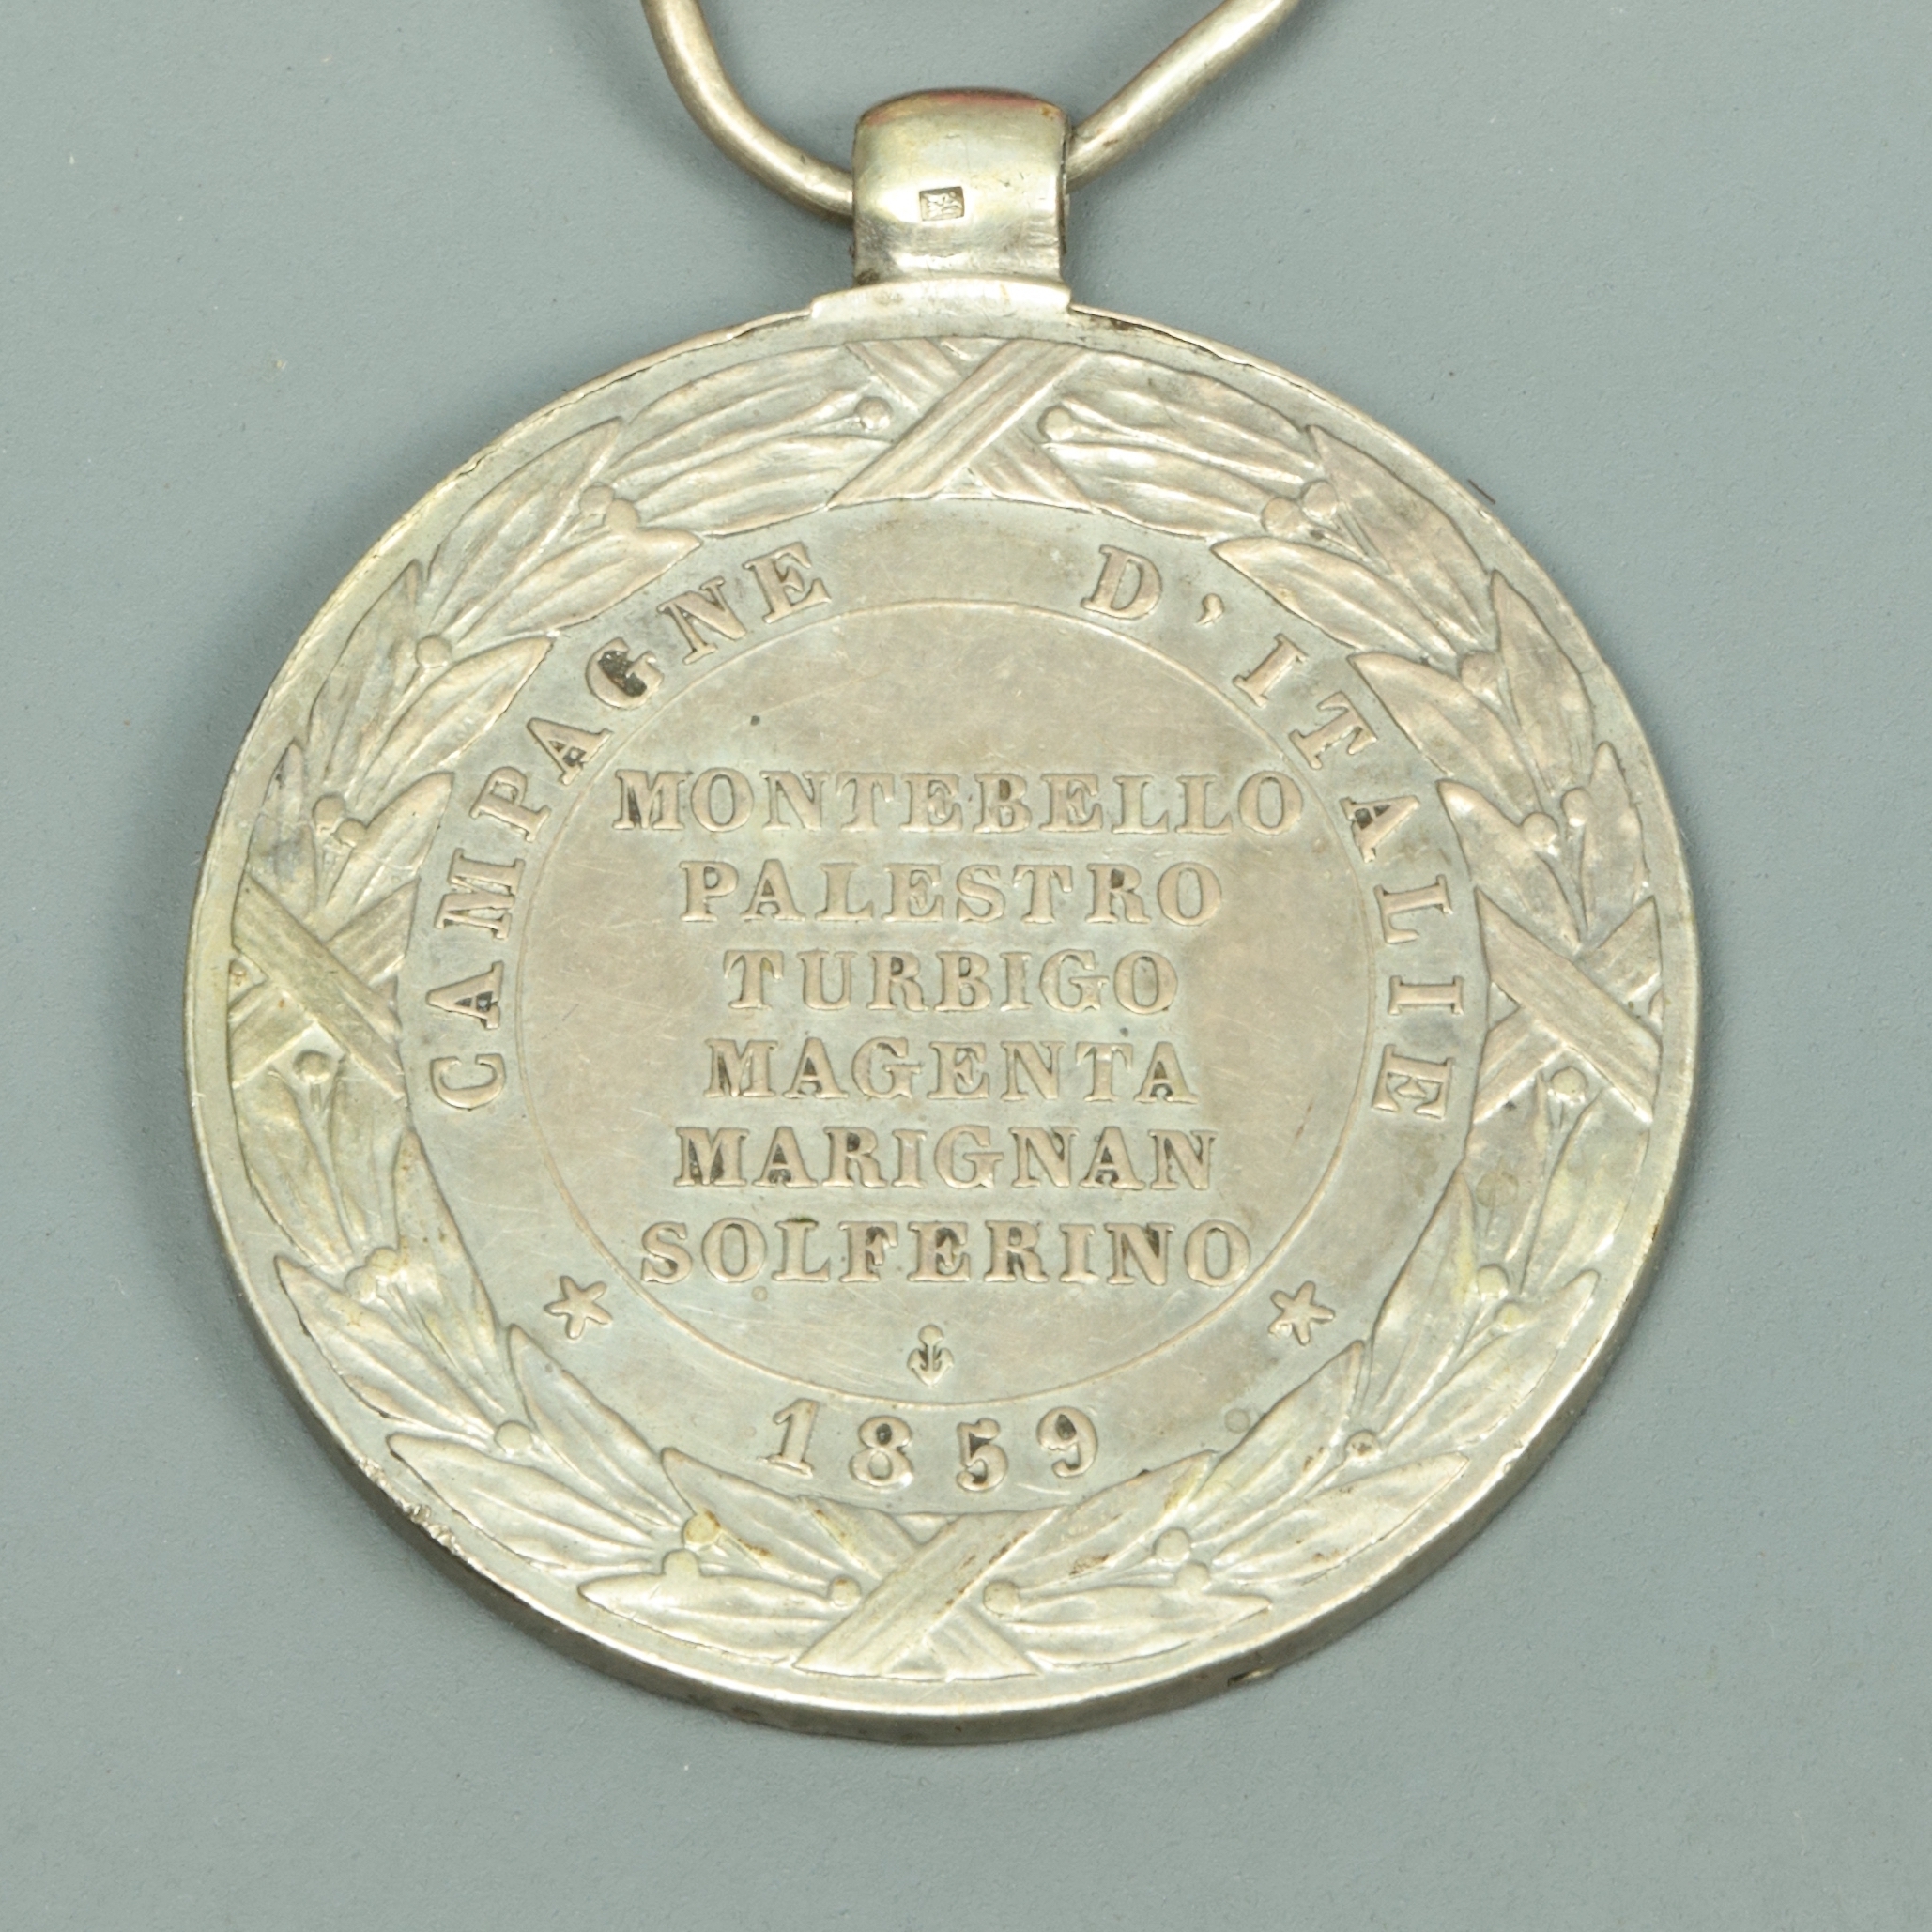 CAMPAGNE D'ITALIE
MONTEBELLO
PALESTRO
TURBIGO
MAGENTA
MARIGNAN
SOLFERINO
1859